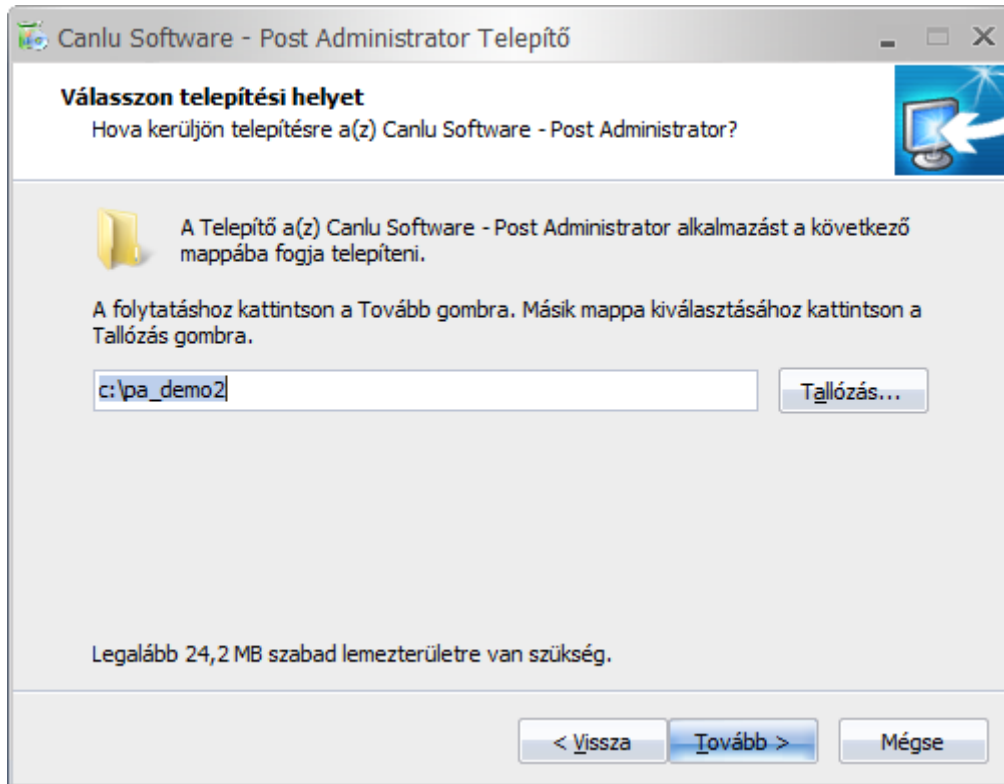 Canlu Software - Post Administrator Telepítő
Válasszon telepítési helyet
Hova kerüljön telepítésre a(z) Canlu Software - Post Administrator?
A Telepítő a(z) Canlu Software - Post Administrator alkalmazást a következő
mappába fogja telepíteni.
A folytatáshoz kattintson a Tovább gombra. Másik mappa kiválasztásához kattintson a
Tallózás gombra.
c:\pa_demo2
Tallózás...
Legalább 24,2 MB szabad lemezterületre van szükség.
< Vissza
Tovább >
Mégse